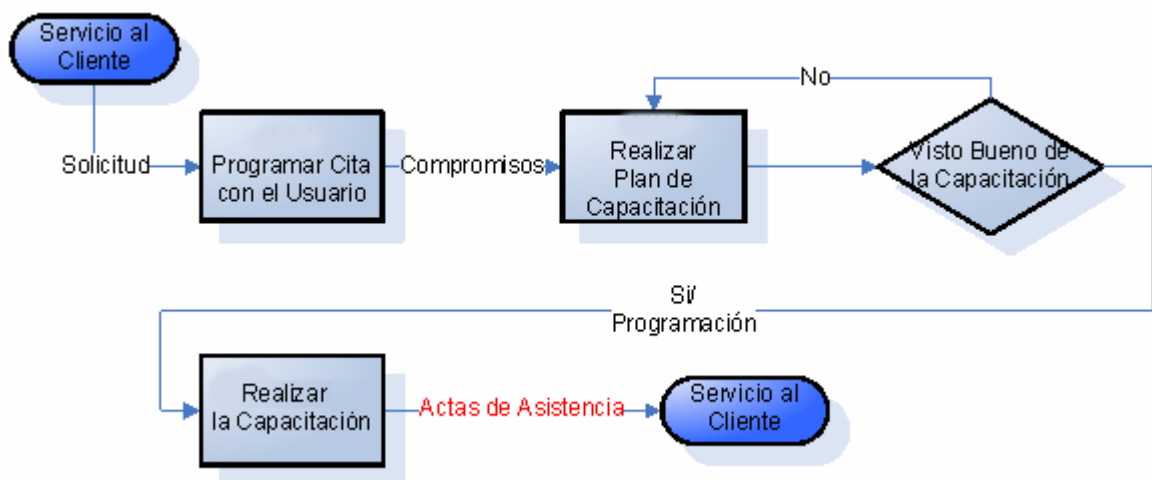 Servicio al
Cliente
Solicitud
Programar Cita
con el Usuario
Compromisos
Realizar
Plan de
Capacitación
No
Visto Bueno de
la Capacitación
Si/
Programación
Realizar
la Capacitación
Actas de Asistencia
Servicio al
Cliente